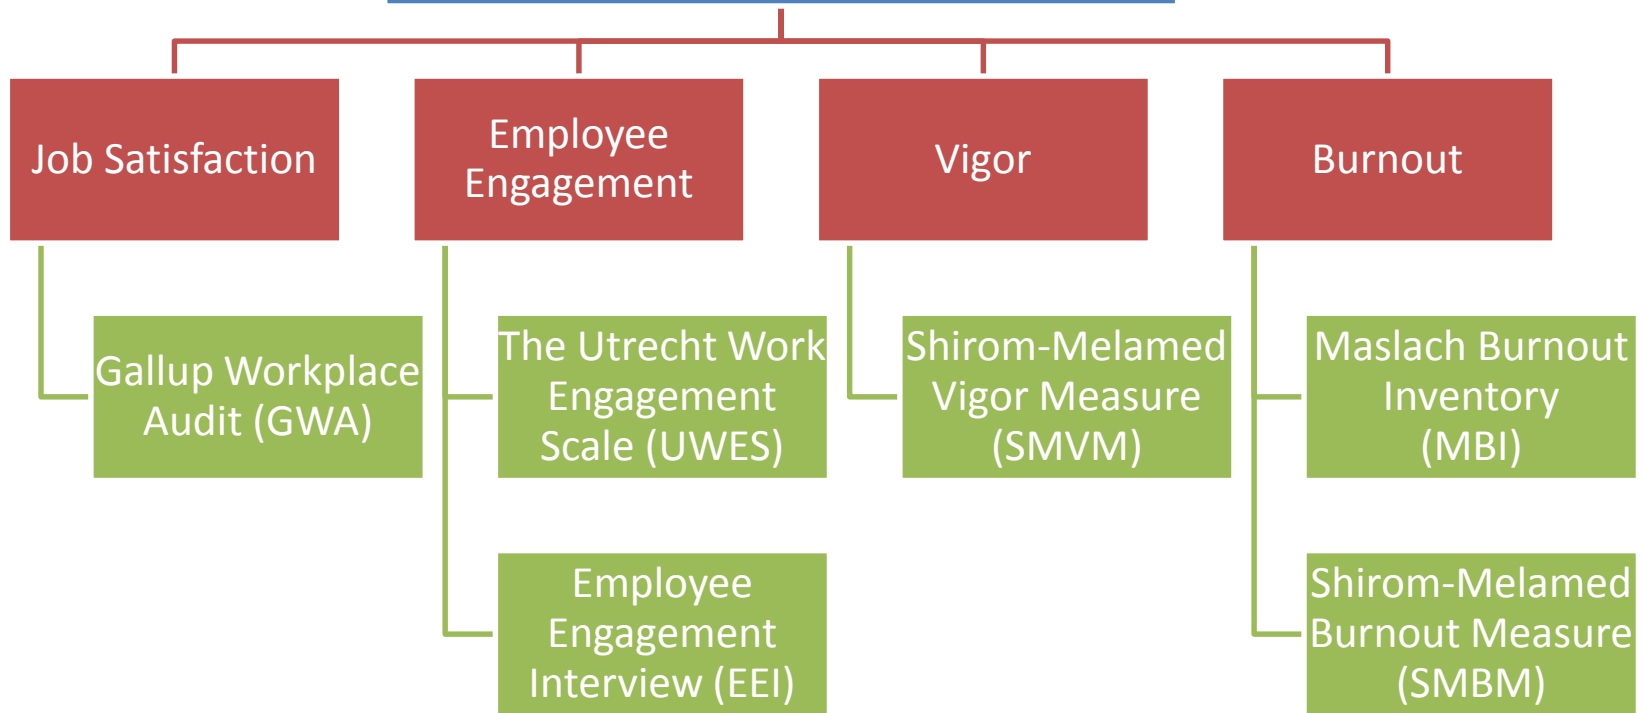 Job Satisfaction
Employee
Engagement
Vigor
Burnout
Gallup Workplace
Audit (GWA)
The Utrecht Work
Engagement
Scale (UWES)
Shirom-Melamed
Vigor Measure
(SMVM)
Maslach Burnout
Inventory
(MBI)
Employee
Engagement
Interview (EEI)
Shirom-Melamed
Burnout Measure
(SMBM)